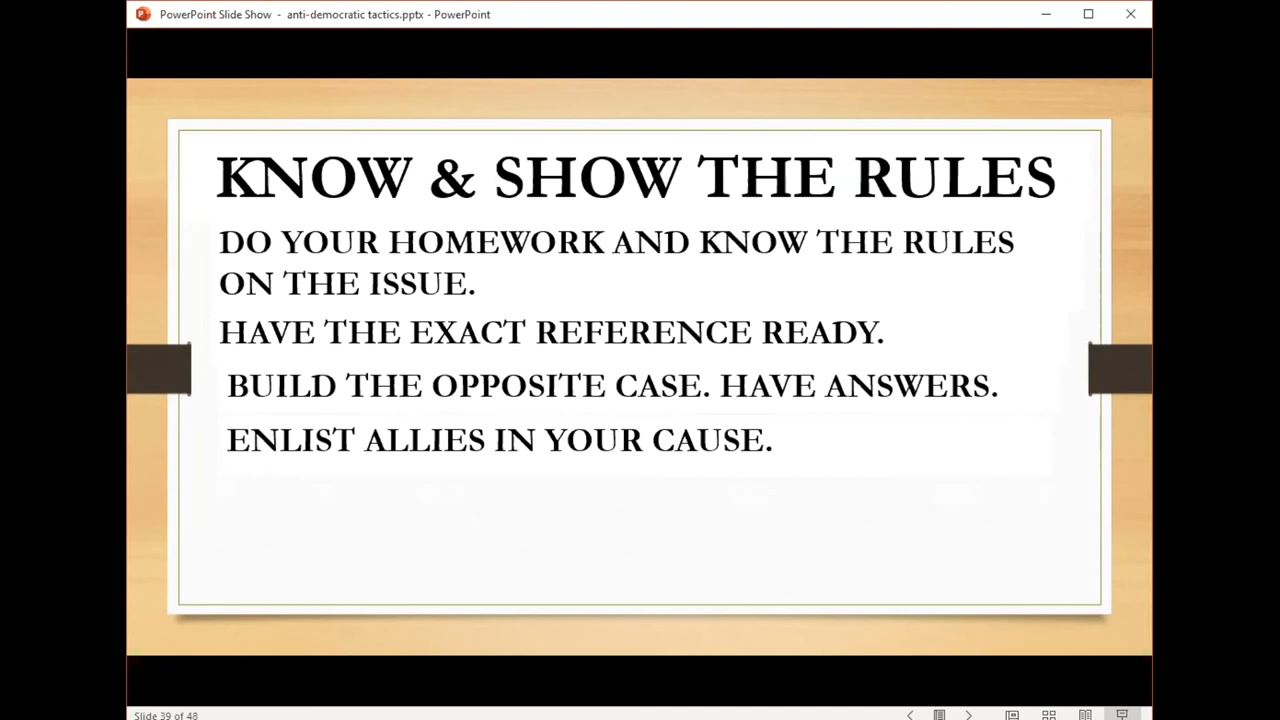 PowerPoint Slide Show - anti-democratic tactics.pptx - PowerPoint
KNOW & SHOW THE RULES
DO YOUR HOMEWORK AND KNOW THE RULES
ON THE ISSUE.
HAVE THE EXACT REFERENCE READY.
BUILD THE OPPOSITE CASE. HAVE ANSWERS.
ENLIST ALLIES IN YOUR CAUSE.
Slide 39 of 48